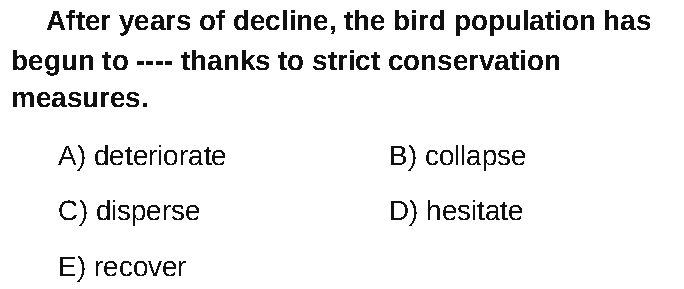 After years of decline, the bird population has
begun to ---- thanks to strict conservation
measures.
A) deteriorate B) collapse
C) disperse D) hesitate
E) recover